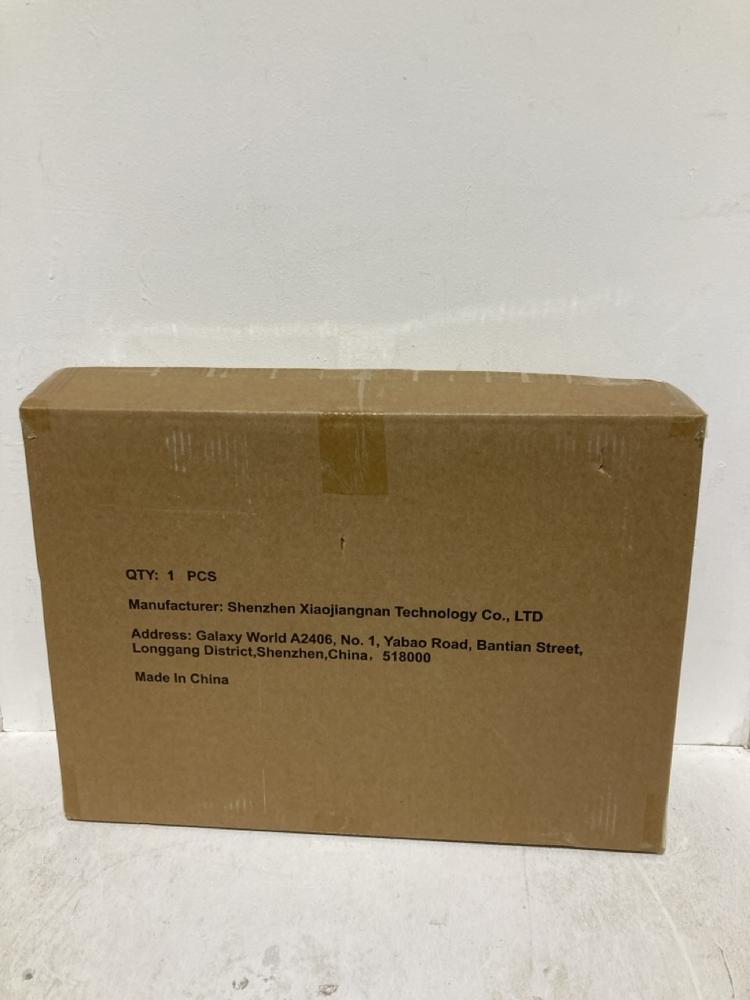 QTY: 1 PCS
Manufacturer: Shenzhen Xiaojiangnan Technology Co., LTD
Address: Galaxy World A2406, No. 1, Yabao Road, Bantian Street,
Longgang District,Shenzhen,China，518000
Made In China